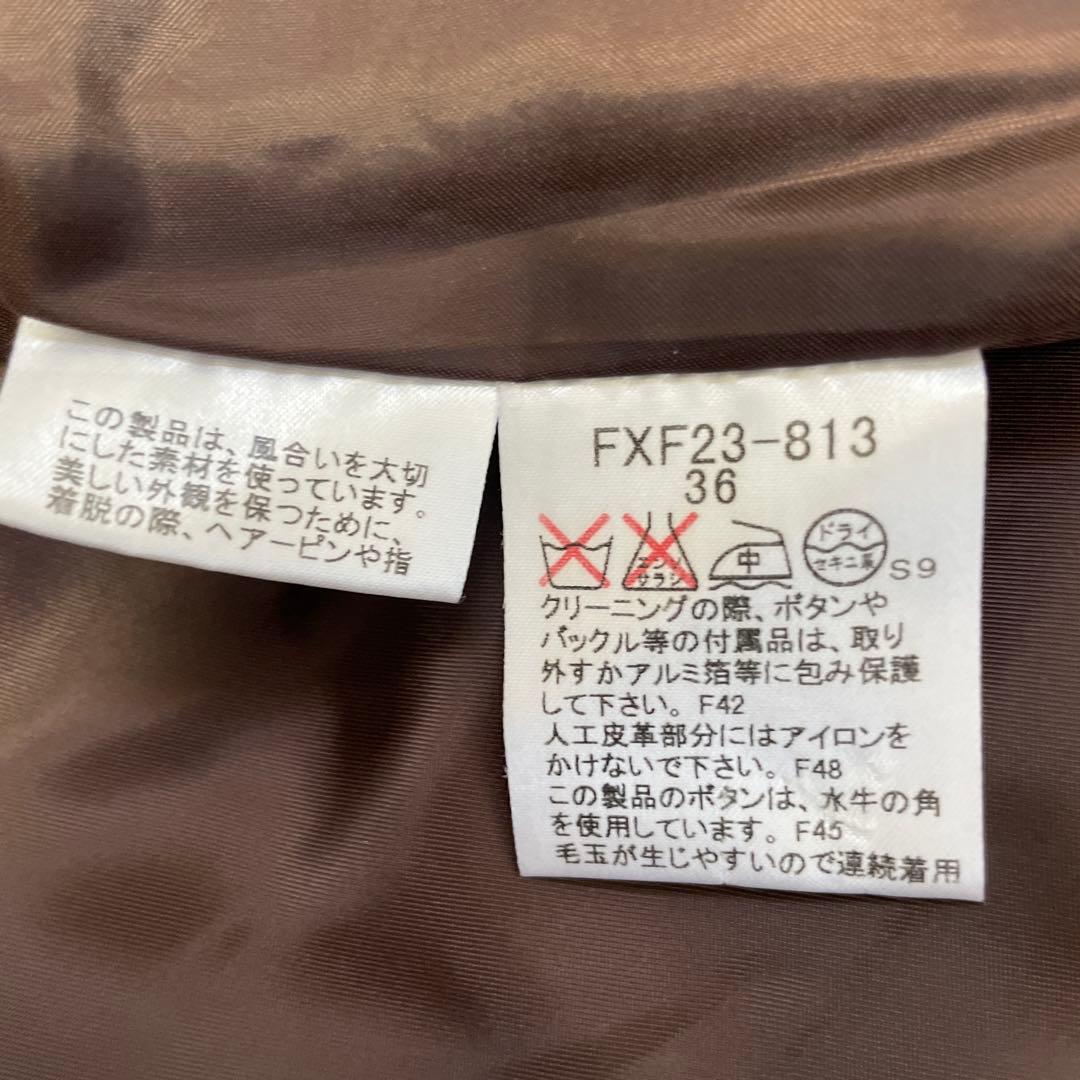 この製品は、風合いを大切
にした素材を使っています。
美しい外観を保つために、
着脱の際、ヘアーピンや指
FXF23-813
36
エンソ
サラシ
中
ドライ
セキユ系
S9
クリーニングの際、ボタンや
バックル等の付属品は、取り
外すかアルミ箔等に包み保護
して下さい。F42
人工皮革部分にはアイロンを
かけないで下さい。F48
この製品のボタンは、水牛の角
を使用しています。F45
毛玉が生じやすいので連続着用